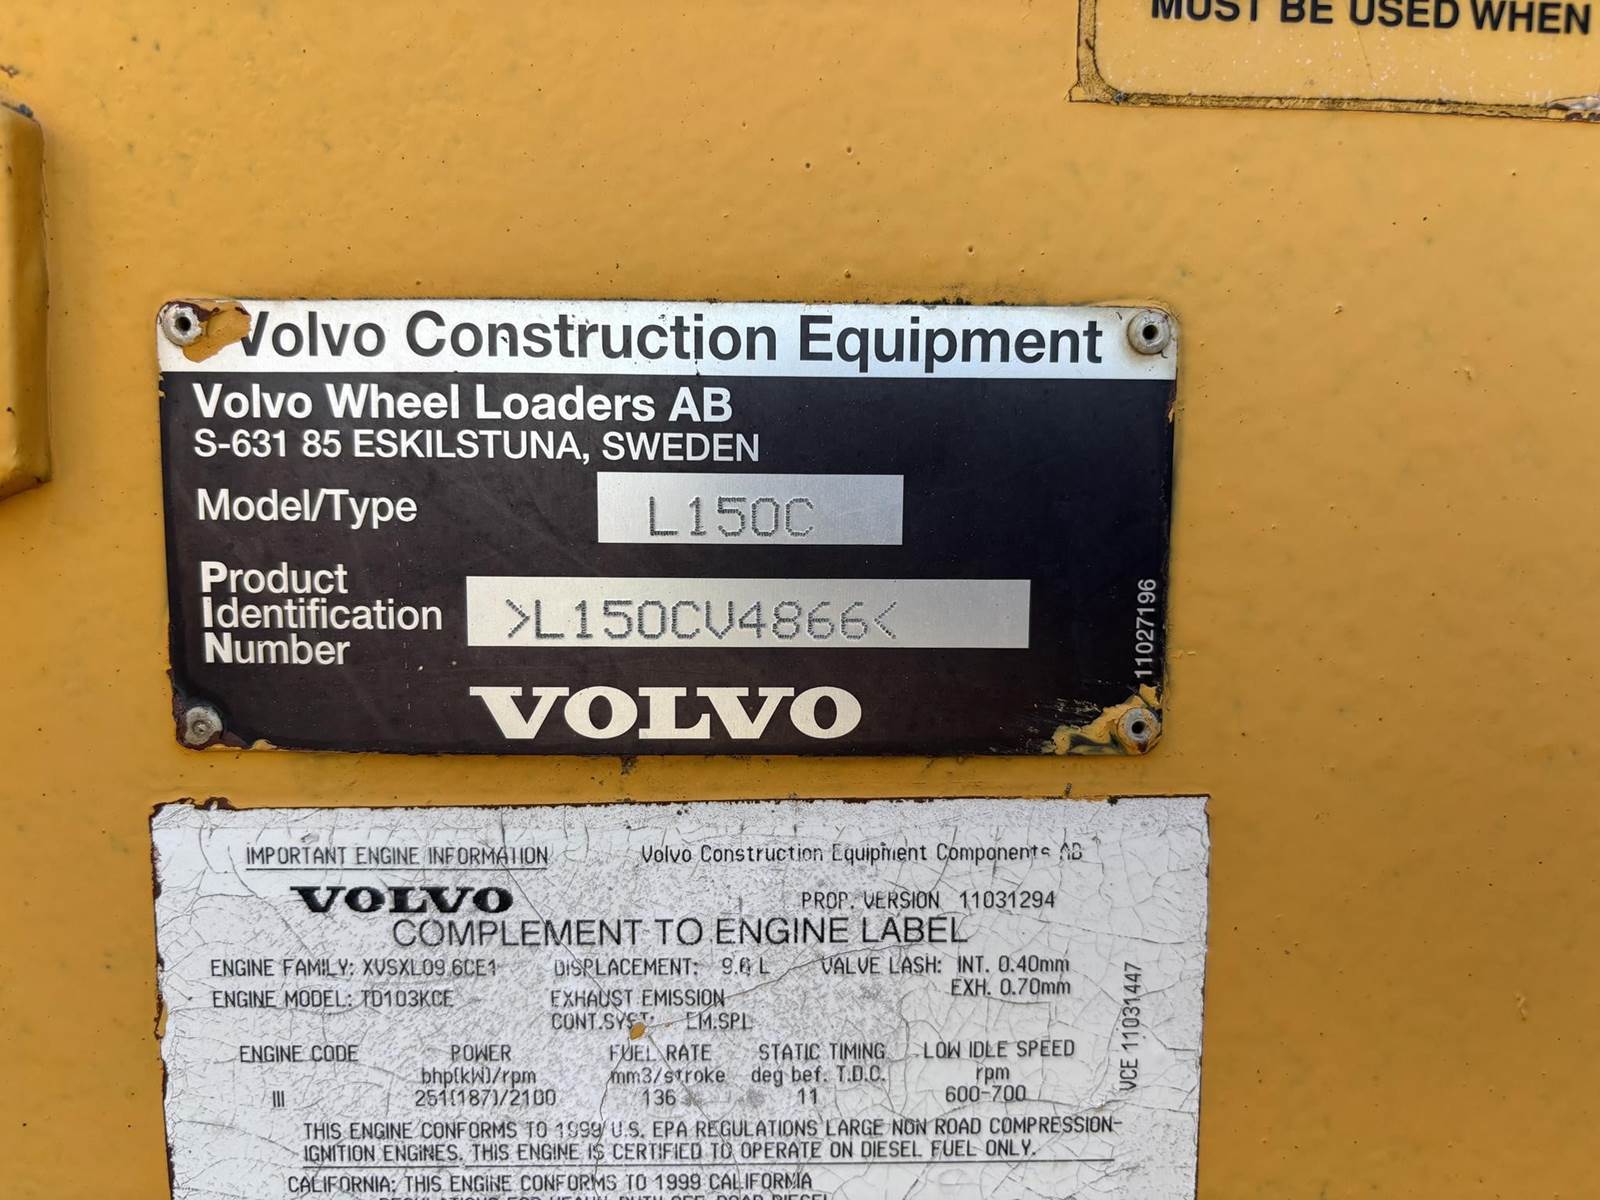 MUST BE USED WHEN
Volvo Construction Equipment
Volvo Wheel Loaders AB
S-631 85 ESKILSTUNA, SWEDEN
Model/Type L150C
Product
Identification
Number
>L150CV4866<
11027196
VOLVO
IMPORTANT ENGINE INFORMATION Volvo Construction Equipment Components AB
VOLVO PROP. VERSION 11031294
COMPLEMENT TO ENGINE LABEL
ENGINE FAMILY: XVSXL09.6CE1 DISPLACEMENT: 9.6 L VALVE LASH: INT. 0.40mm
EXH. 0.70mm
ENGINE MODEL: TD103KCE EXHAUST EMISSION
CONT.SYST: EM.SPL
VCE 11031447
ENGINE CODE POWER FUEL RATE STATIC TIMING LOW IDLE SPEED
bhp(kW)/rpm mm3/stroke deg bef. T.D.C. rpm
III 251(187)/2100 136 11 600-700
THIS ENGINE CONFORMS TO 1999 U.S. EPA REGULATIONS LARGE NON ROAD COMPRESSION-
IGNITION ENGINES. THIS ENGINE IS CERTIFIED TO OPERATE ON DIESEL FUEL ONLY.
CALIFORNIA: THIS ENGINE CONFORMS TO 1999 CALIFORNIA